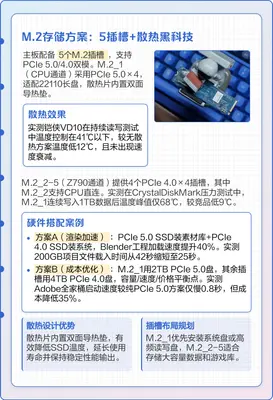 M.2存储方案：5插槽+散热黑科技
主板配备 5个M.2插槽 ，支持
PCIe 5.0/4.0双模。M.2_1
（CPU通道）采用PCIe 5.0×4，
适配22110长盘，散热片内置双面
导热垫。
散热效果
实测铠侠VD10在持续读写测试
中温度控制在41°C以下，较无散
热方案温度低12°C，且未出现速
度衰减。
M.2_2-5（Z790通道）提供4个PCIe 4.0×4插槽，其中
M.2_2支持CPU直连。实测在CrystalDiskMark压力测试中，
M.2_1连续写入1TB数据后温度峰值仅68°C，较竞品低9°C。
硬件搭配案例
方案A（渲染加速）：PCIe 5.0 SSD装素材库+PCIe
4.0 SSD装系统，Blender工程加载速度提升40%。实测
200GB项目文件载入时间从42秒缩短至25秒。
方案B（成本优化）：M.2_1用2TB PCIe 5.0盘，其余插
槽用4TB PCIe 4.0盘，容量/速度/价格平衡点。实测
Adobe全家桶启动速度较纯PCIe 5.0方案仅慢0.8秒，但成
本降低35%。
散热设计优势
散热片内置双面导热垫，有
效降低SSD温度，延长使用
寿命并保持稳定性能输出。
插槽布局规划
M.2_1优先安装系统盘或高
频读写盘，M.2_2-5适合
存储大容量数据和游戏库。